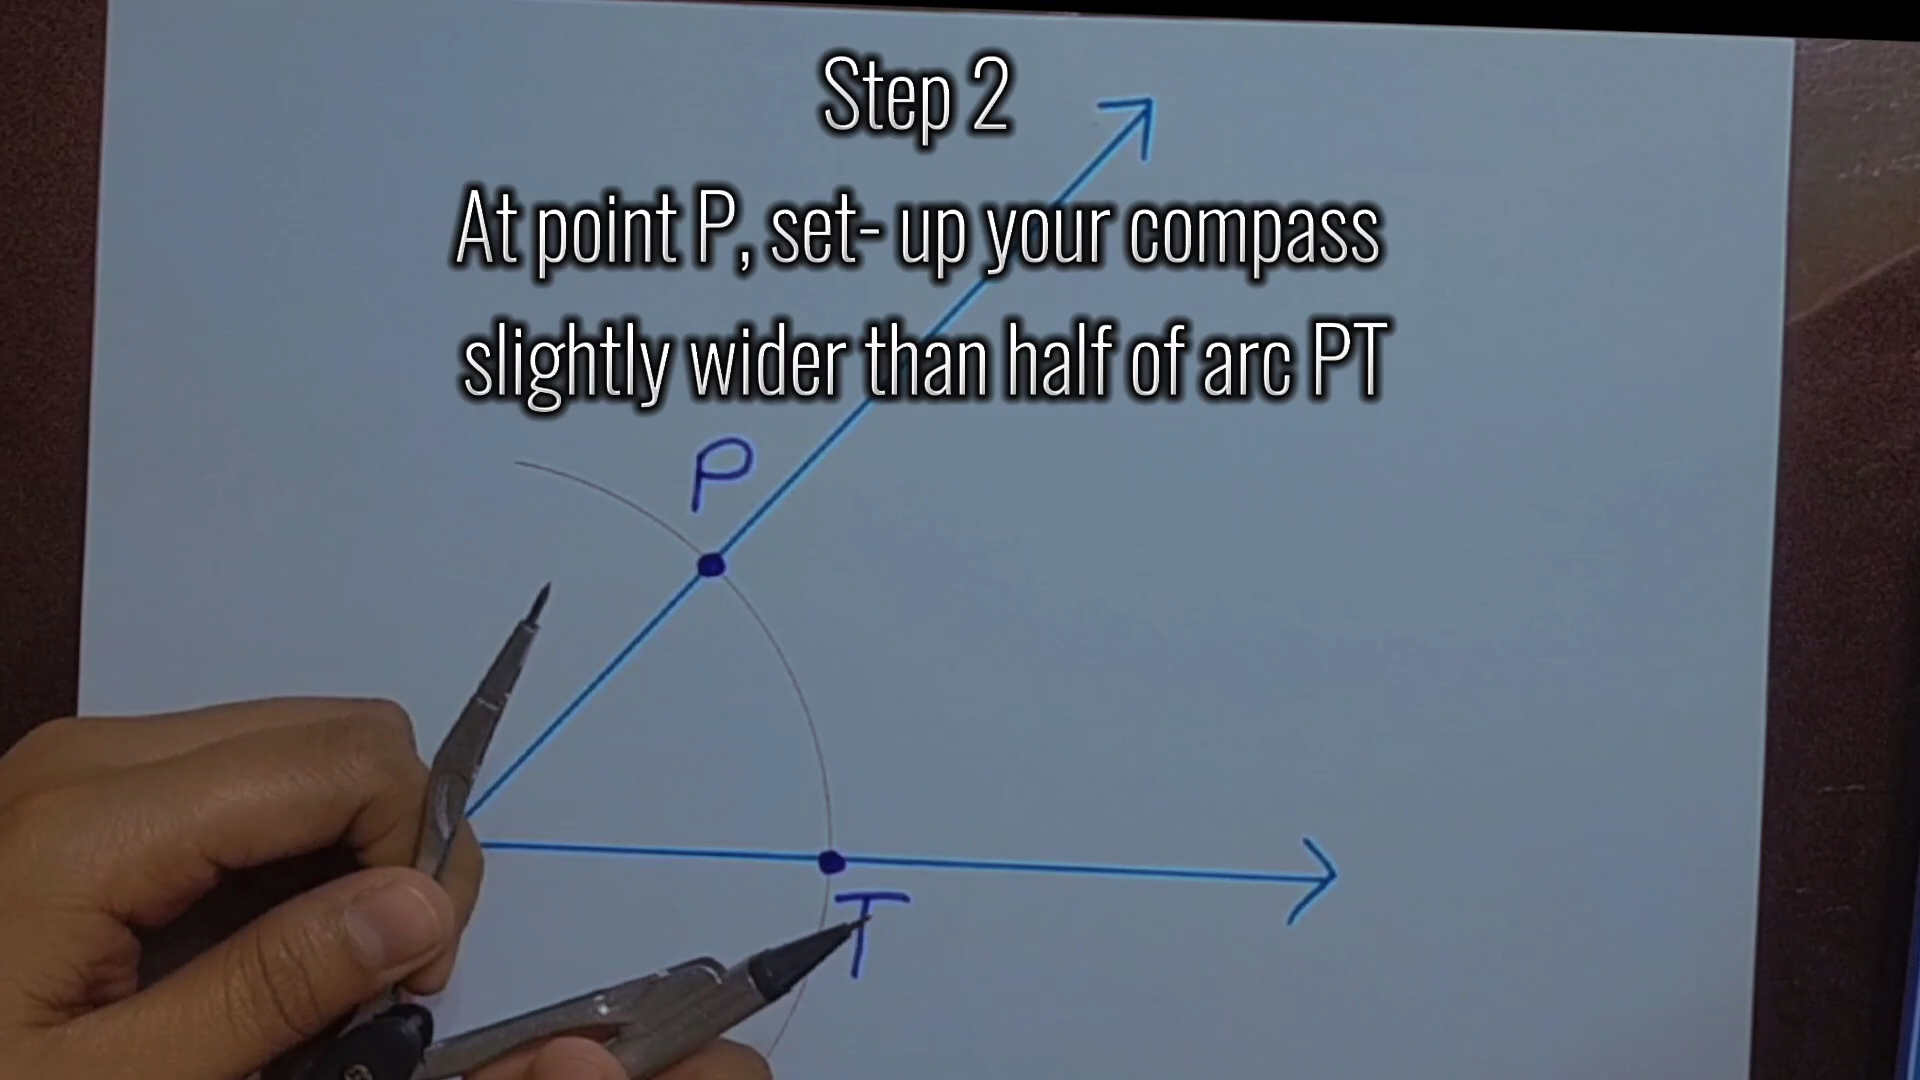 Step 2
At point P, set- up your compass
slightly wider than half of arc PT
P
T